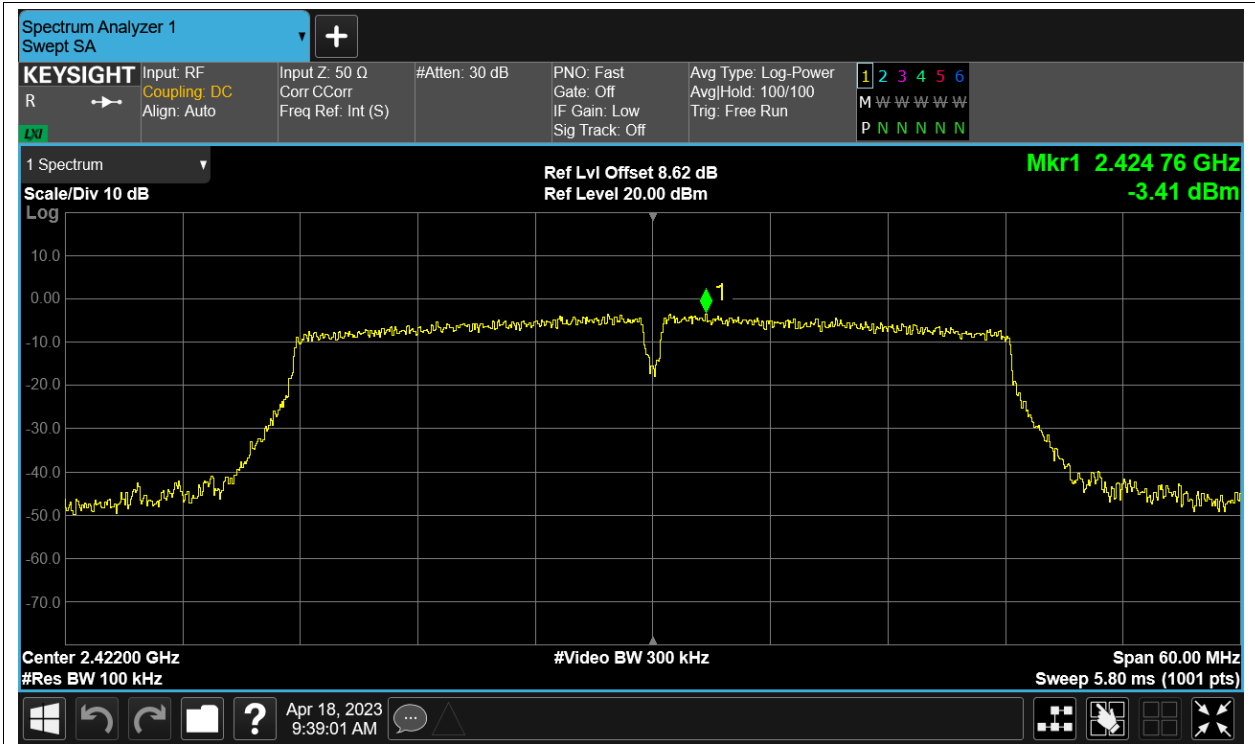 Spectrum Analyzer 1
Swept SA
KEYSIGHT
R
LXI
Input: RF
Coupling: DC
Align: Auto
Input Z: 50 Ω
Corr CCorr
Freq Ref: Int (S)
#Atten: 30 dB
PNO: Fast
Gate: Off
IF Gain: Low
Sig Track: Off
Avg Type: Log-Power
Avg|Hold: 100/100
Trig: Free Run
1 2 3 4 5 6
M W W W W W
P N N N N N
1 Spectrum
Scale/Div 10 dB
Ref Lvl Offset 8.62 dB
Ref Level 20.00 dBm
Mkr1 2.424 76 GHz
-3.41 dBm
Log
10.0
0.00
-10.0
-20.0
-30.0
-40.0
-50.0
-60.0
-70.0
1
Center 2.42200 GHz
#Res BW 100 kHz
#Video BW 300 kHz
Span 60.00 MHz
Sweep 5.80 ms (1001 pts)
?
Apr 18, 2023
9:39:01 AM